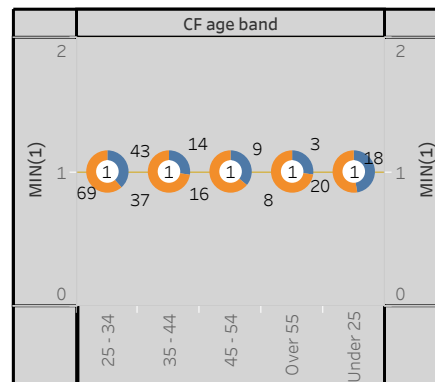 CF age band
2 2
43 14 9 3 18
MIN(1) 1 1 1 1 1 1 1 MIN(1)
69 37 16 8 20
0 0
25 - 34
35 - 44
45 - 54
Over 55
Under 25